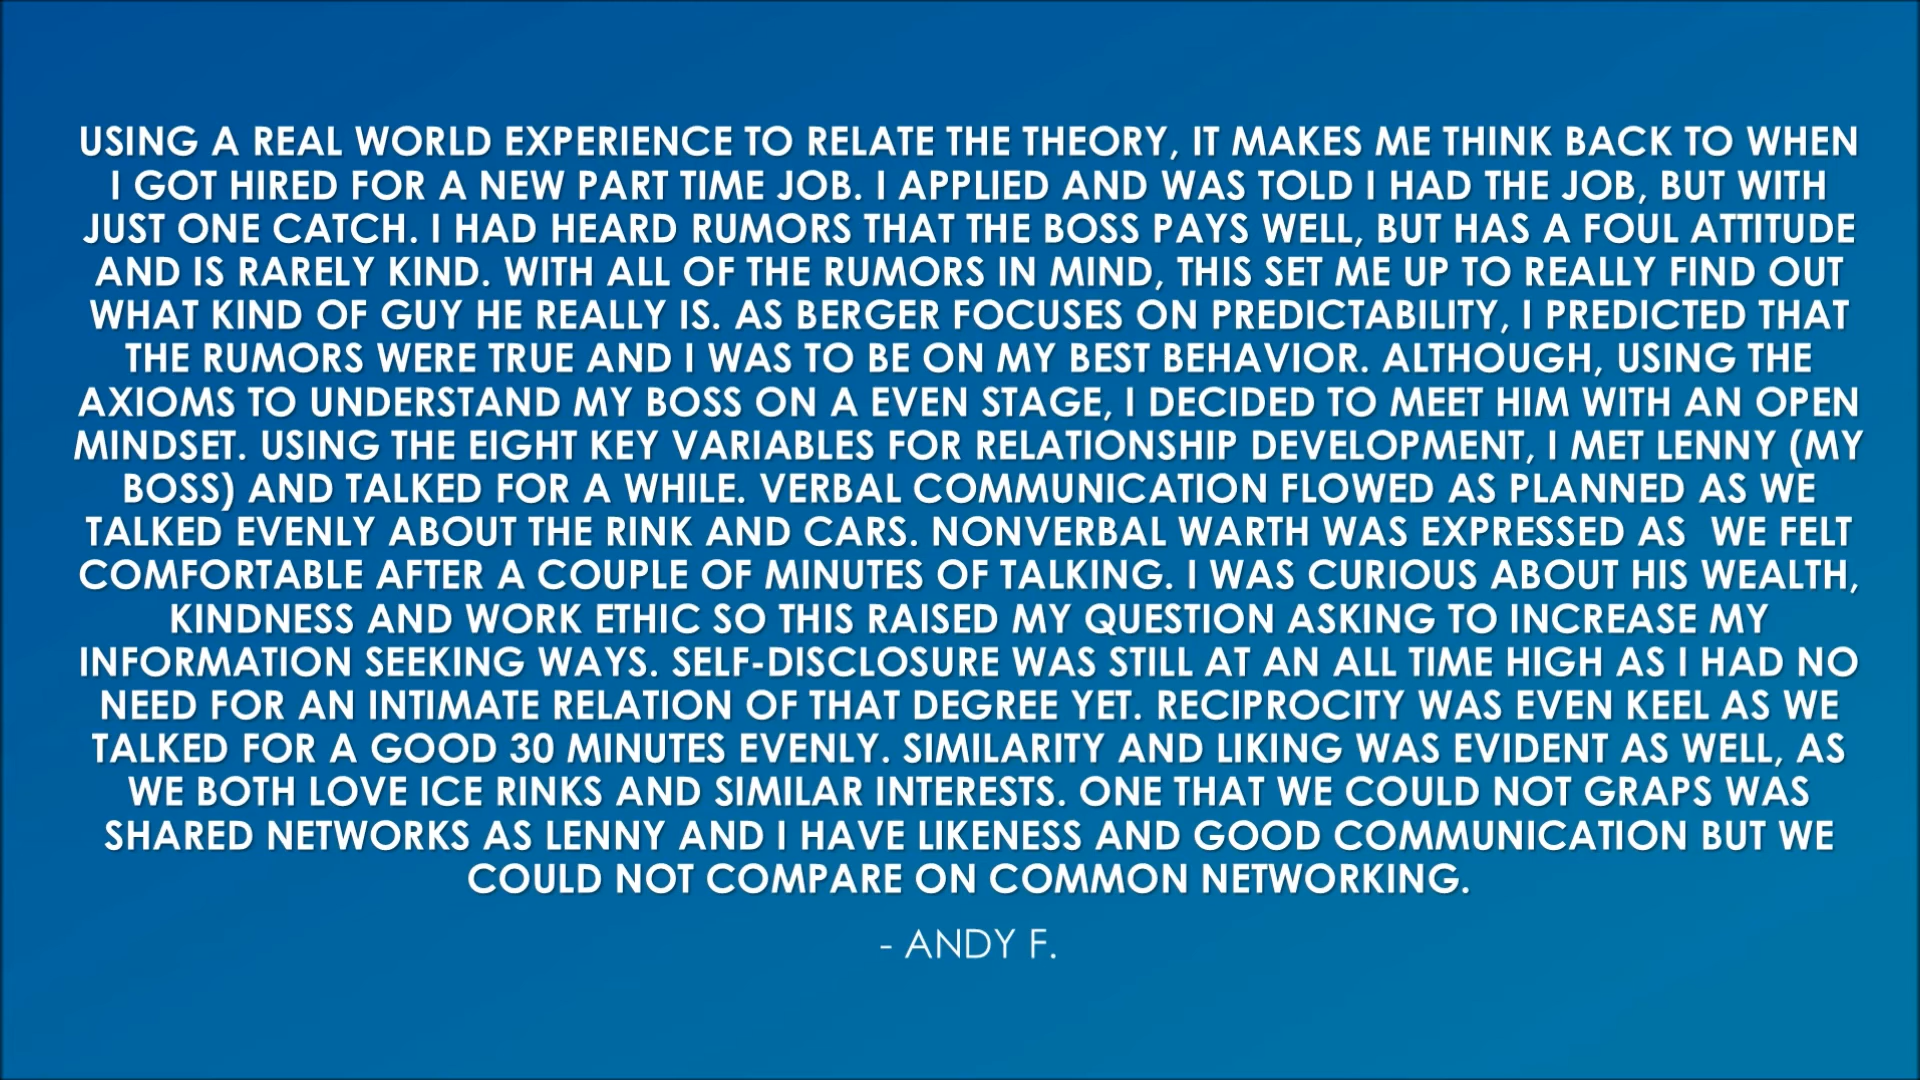 USING A REAL WORLD EXPERIENCE TO RELATE THE THEORY, IT MAKES ME THINK BACK TO WHEN
I GOT HIRED FOR A NEW PART TIME JOB. I APPLIED AND WAS TOLD I HAD THE JOB, BUT WITH
JUST ONE CATCH. I HAD HEARD RUMORS THAT THE BOSS PAYS WELL, BUT HAS A FOUL ATTITUDE
AND IS RARELY KIND. WITH ALL OF THE RUMORS IN MIND, THIS SET ME UP TO REALLY FIND OUT
WHAT KIND OF GUY HE REALLY IS. AS BERGER FOCUSES ON PREDICTABILITY, I PREDICTED THAT
THE RUMORS WERE TRUE AND I WAS TO BE ON MY BEST BEHAVIOR. ALTHOUGH, USING THE
AXIOMS TO UNDERSTAND MY BOSS ON A EVEN STAGE, I DECIDED TO MEET HIM WITH AN OPEN
MINDSET. USING THE EIGHT KEY VARIABLES FOR RELATIONSHIP DEVELOPMENT, I MET LENNY (MY
BOSS) AND TALKED FOR A WHILE. VERBAL COMMUNICATION FLOWED AS PLANNED AS WE
TALKED EVENLY ABOUT THE RINK AND CARS. NONVERBAL WARTH WAS EXPRESSED AS  WE FELT
COMFORTABLE AFTER A COUPLE OF MINUTES OF TALKING. I WAS CURIOUS ABOUT HIS WEALTH,
KINDNESS AND WORK ETHIC SO THIS RAISED MY QUESTION ASKING TO INCREASE MY
INFORMATION SEEKING WAYS. SELF-DISCLOSURE WAS STILL AT AN ALL TIME HIGH AS I HAD NO
NEED FOR AN INTIMATE RELATION OF THAT DEGREE YET. RECIPROCITY WAS EVEN KEEL AS WE
TALKED FOR A GOOD 30 MINUTES EVENLY. SIMILARITY AND LIKING WAS EVIDENT AS WELL, AS
WE BOTH LOVE ICE RINKS AND SIMILAR INTERESTS. ONE THAT WE COULD NOT GRAPS WAS
SHARED NETWORKS AS LENNY AND I HAVE LIKENESS AND GOOD COMMUNICATION BUT WE
COULD NOT COMPARE ON COMMON NETWORKING.
- ANDY F.